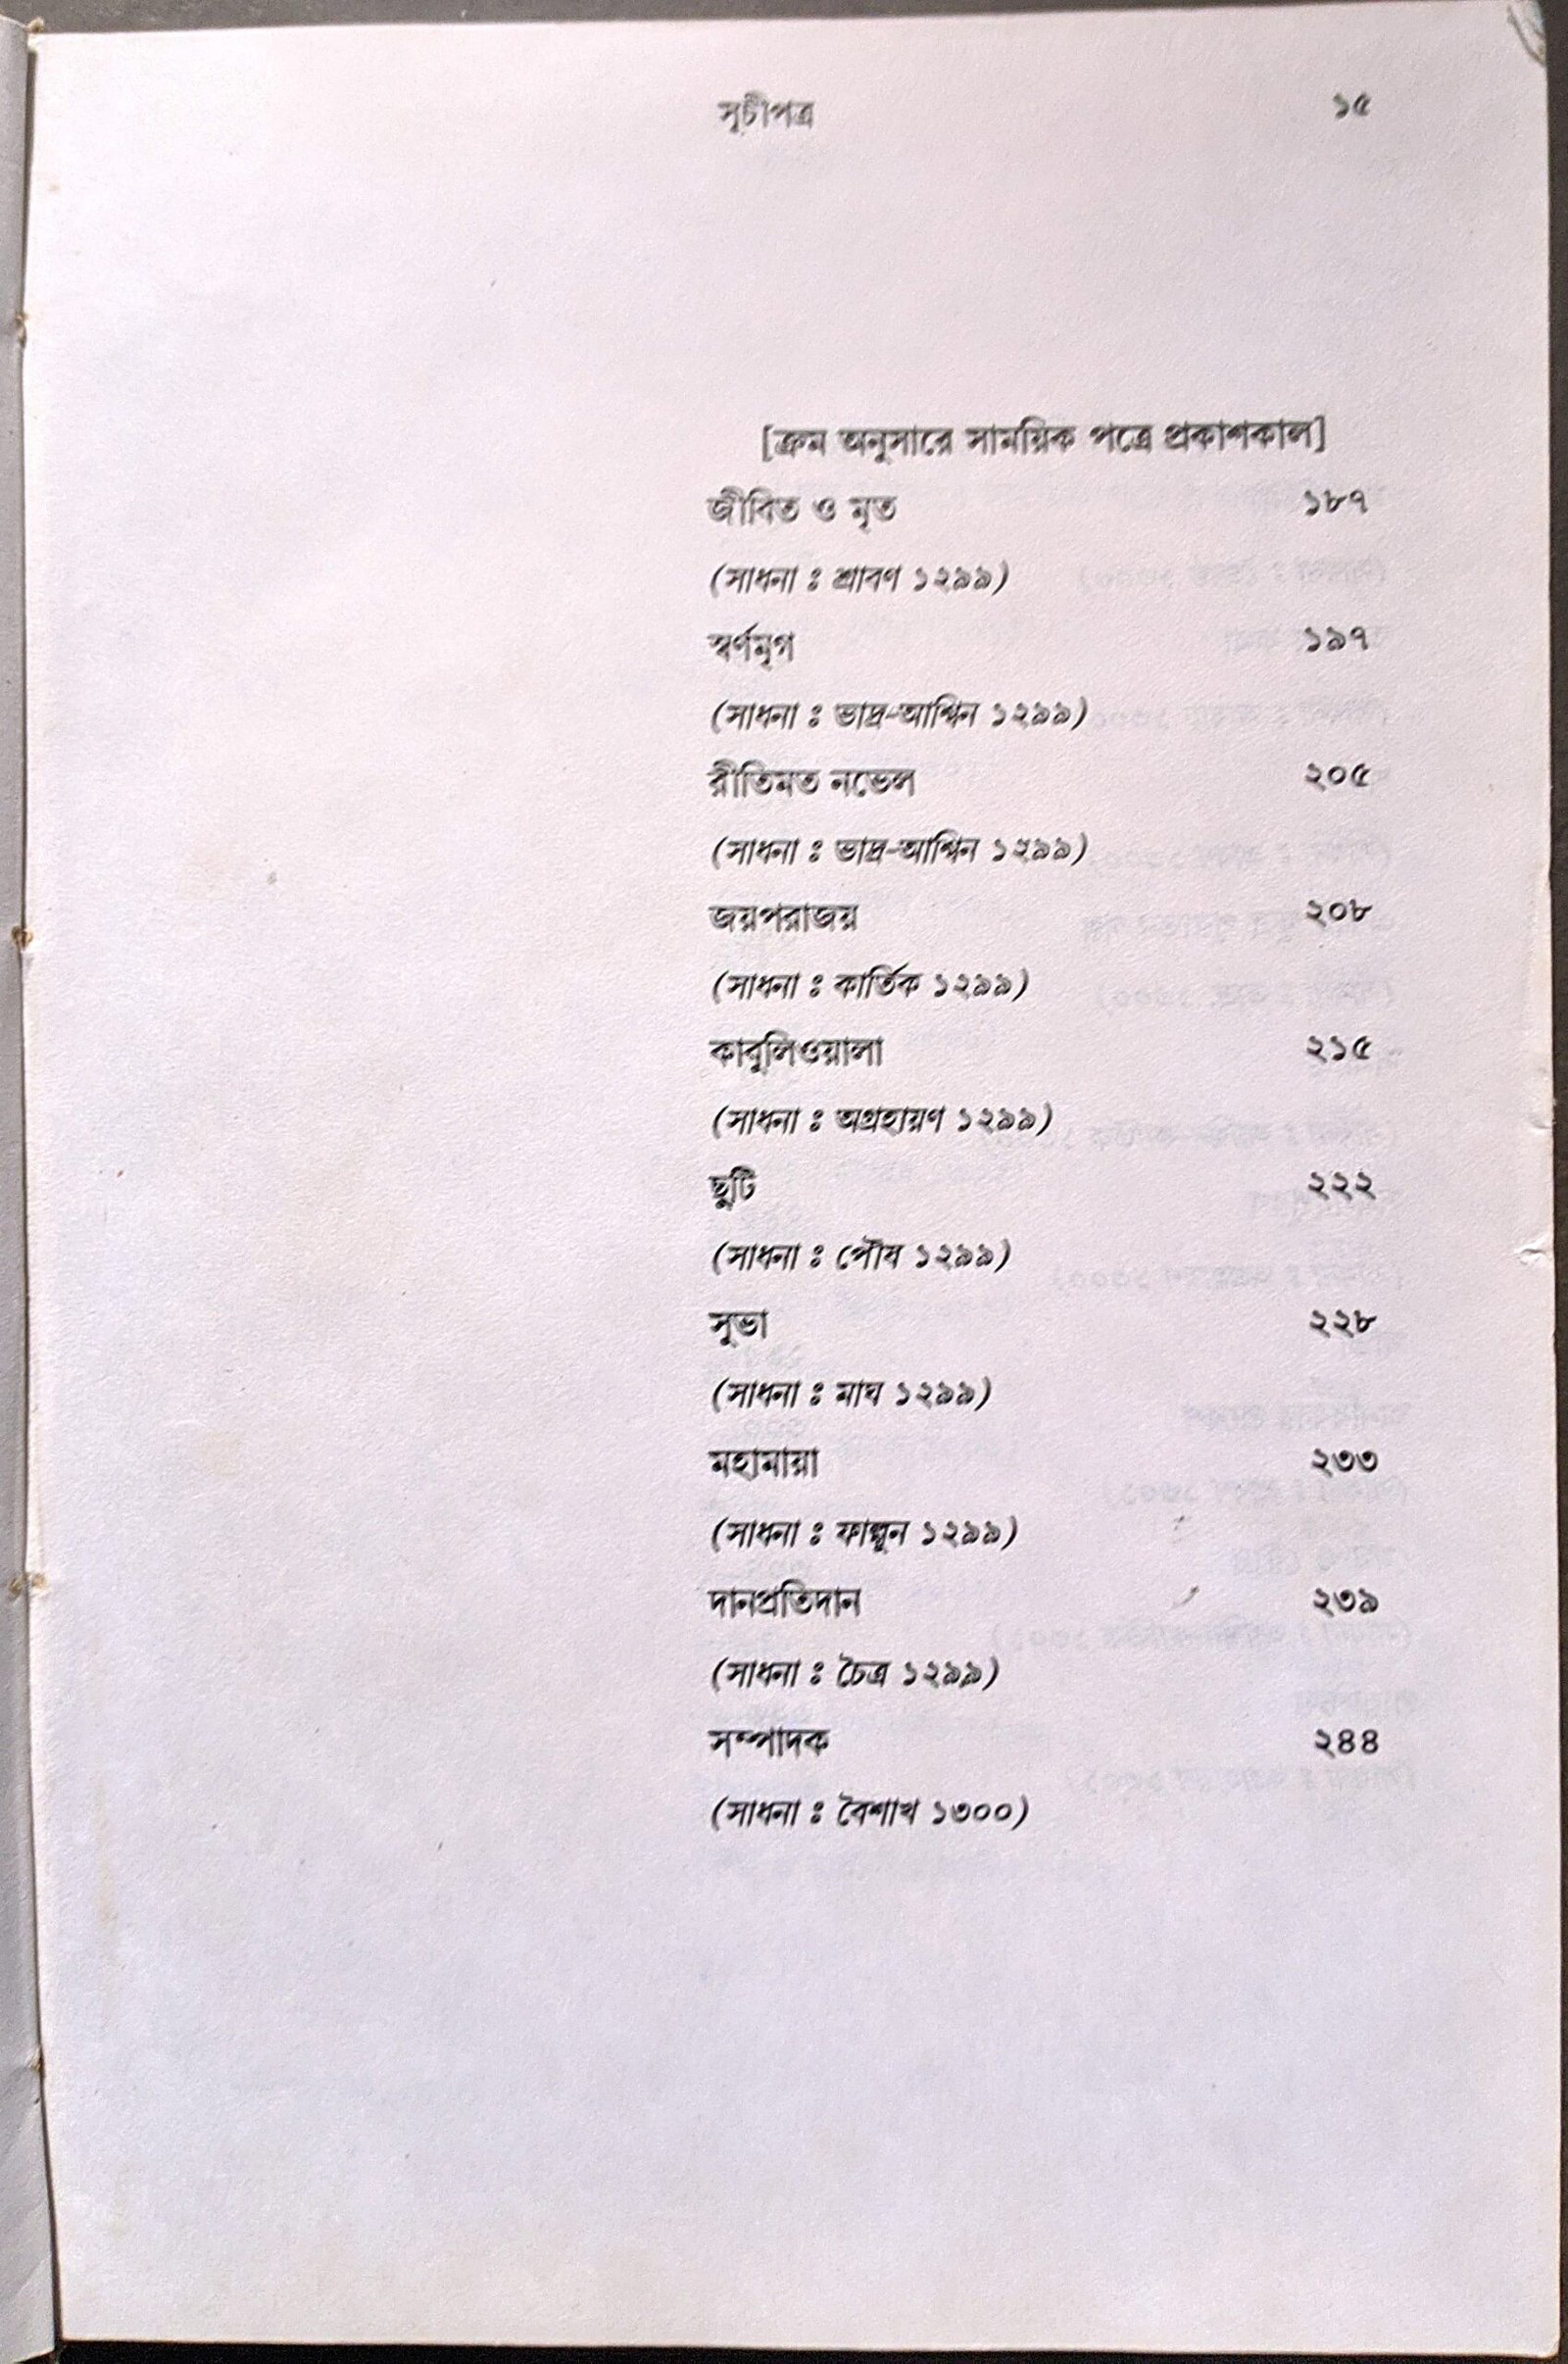 সূচীপত্র ১৫
[ক্রম অনুসারে সাময়িক পত্রে প্রকাশকাল]
জীবিত ও মৃত ১৮৭
(সাধনা : শ্রাবণ ১২৯৯)
স্বর্ণমৃগ ১৯৭
(সাধনা : ভাদ্র-আশ্বিন ১২৯৯)
রীতিমত নভেল ২০৫
(সাধনা : ভাদ্র-আশ্বিন ১২৯৯)
জয়পরাজয় ২০৮
(সাধনা : কার্তিক ১২৯৯)
কাবুলিওয়ালা ২১৫
(সাধনা : অগ্রহায়ণ ১২৯৯)
ছুটি ২২২
(সাধনা : পৌষ ১২৯৯)
সুভা ২২৮
(সাধনা : মাঘ ১২৯৯)
মহামায়া ২৩৩
(সাধনা : ফাল্গুন ১২৯৯)
দানপ্রতিদান ২৩৯
(সাধনা : চৈত্র ১২৯৯)
সম্পাদক ২৪৪
(সাধনা : বৈশাখ ১৩০০)